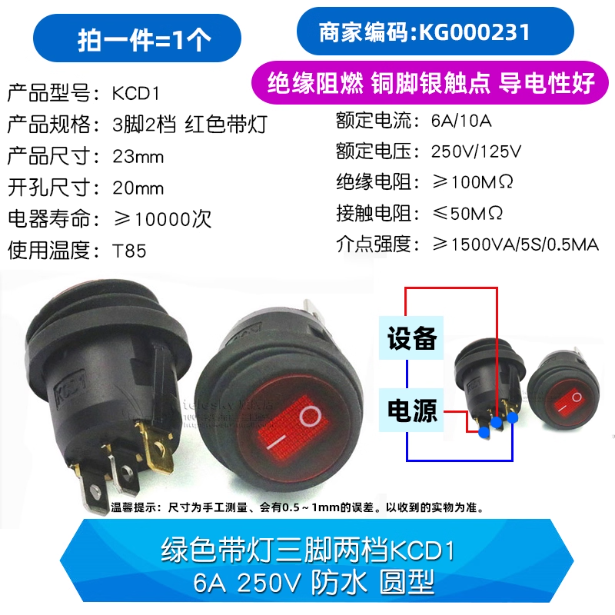 拍一件=1个
商家编码:KG000231
绝缘阻燃 铜脚银触点 导电性好
产品型号: KCD1
产品规格: 3脚2档 红色带灯
产品尺寸: 23mm
开孔尺寸: 20mm
电器寿命: ≥10000次
使用温度: T85
额定电流: 6A/10A
额定电压: 250V/125V
绝缘电阻: ≥100MΩ
接触电阻: ≤50MΩ
介点强度: ≥1500VA/5S/0.5MA
KCD1
设备
电源
温馨提示: 尺寸为手工测量、会有0.5~1mm的误差。以收到的实物为准。
绿色带灯三脚两档KCD1
6A 250V 防水 圆型